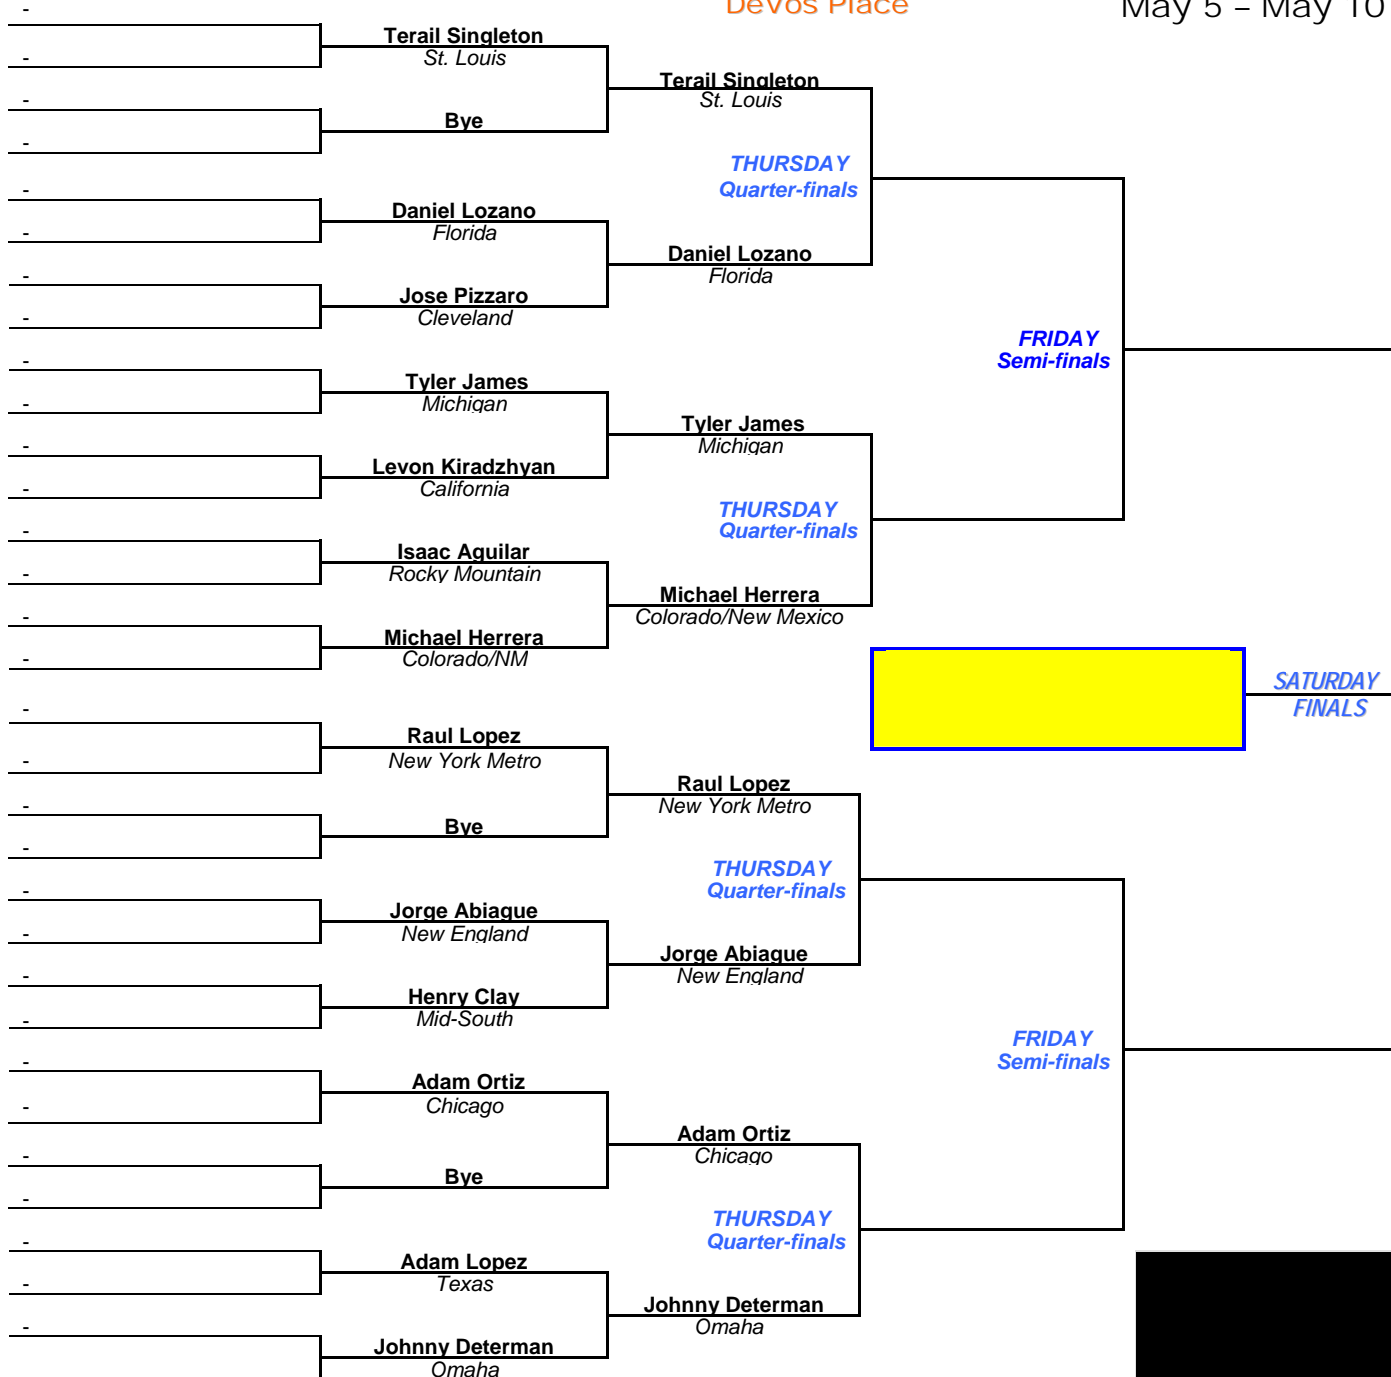 DeVos Place
May 5 – May 10
-
-
Terail Singleton
St. Louis
-
-
Bye
Terail Singleton
St. Louis
THURSDAY
Quarter-finals
-
-
Daniel Lozano
Florida
-
-
Jose Pizzaro
Cleveland
Daniel Lozano
Florida
FRIDAY
Semi-finals
-
-
Tyler James
Michigan
-
-
Levon Kiradzhyan
California
Tyler James
Michigan
THURSDAY
Quarter-finals
-
-
Isaac Aguilar
Rocky Mountain
-
-
Michael Herrera
Colorado/NM
Michael Herrera
Colorado/New Mexico
SATURDAY
FINALS
-
-
Raul Lopez
New York Metro
-
-
Bye
Raul Lopez
New York Metro
THURSDAY
Quarter-finals
-
-
Jorge Abiague
New England
-
-
Henry Clay
Mid-South
Jorge Abiague
New England
FRIDAY
Semi-finals
-
-
Adam Ortiz
Chicago
-
-
Bye
Adam Ortiz
Chicago
THURSDAY
Quarter-finals
-
-
Adam Lopez
Texas
-
Johnny Determan
Omaha
Johnny Determan
Omaha